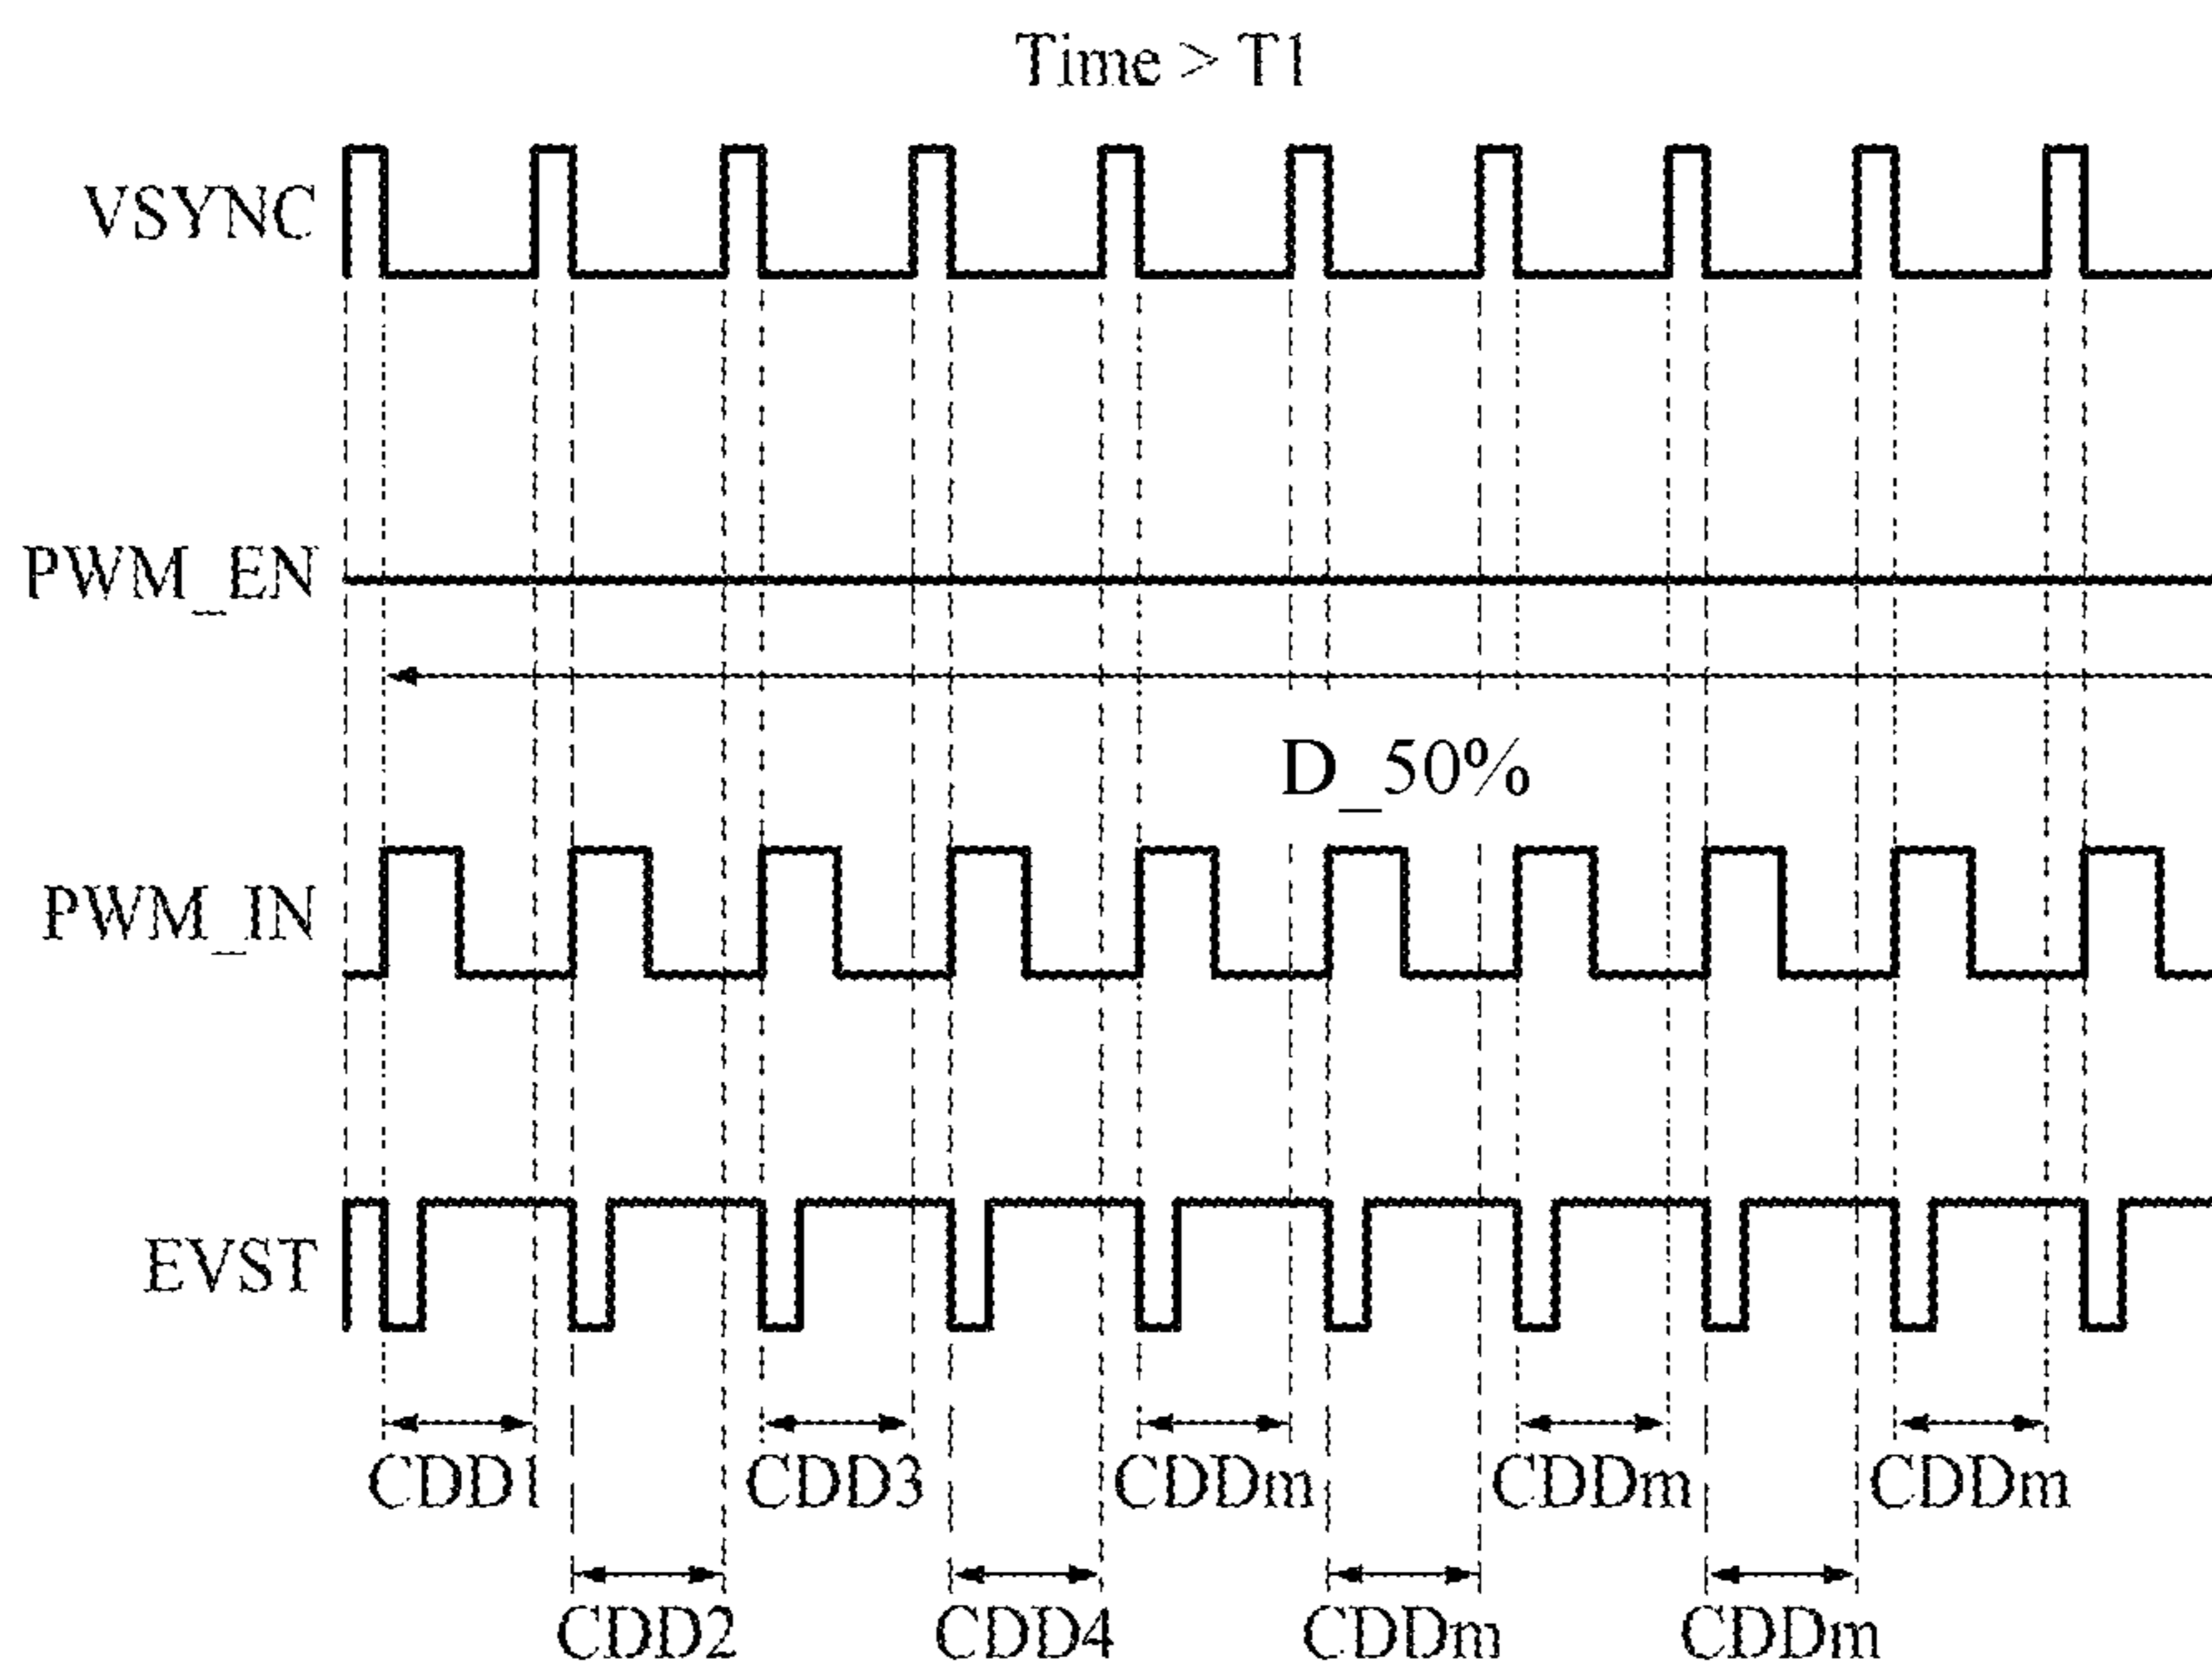 Time > T1
VSYNC
PWM_EN
D_50%
PWM_IN
EVST
CDD1 CDD3 CDDm CDDm CDDm
CDD2 CDD4 CDDm CDDm